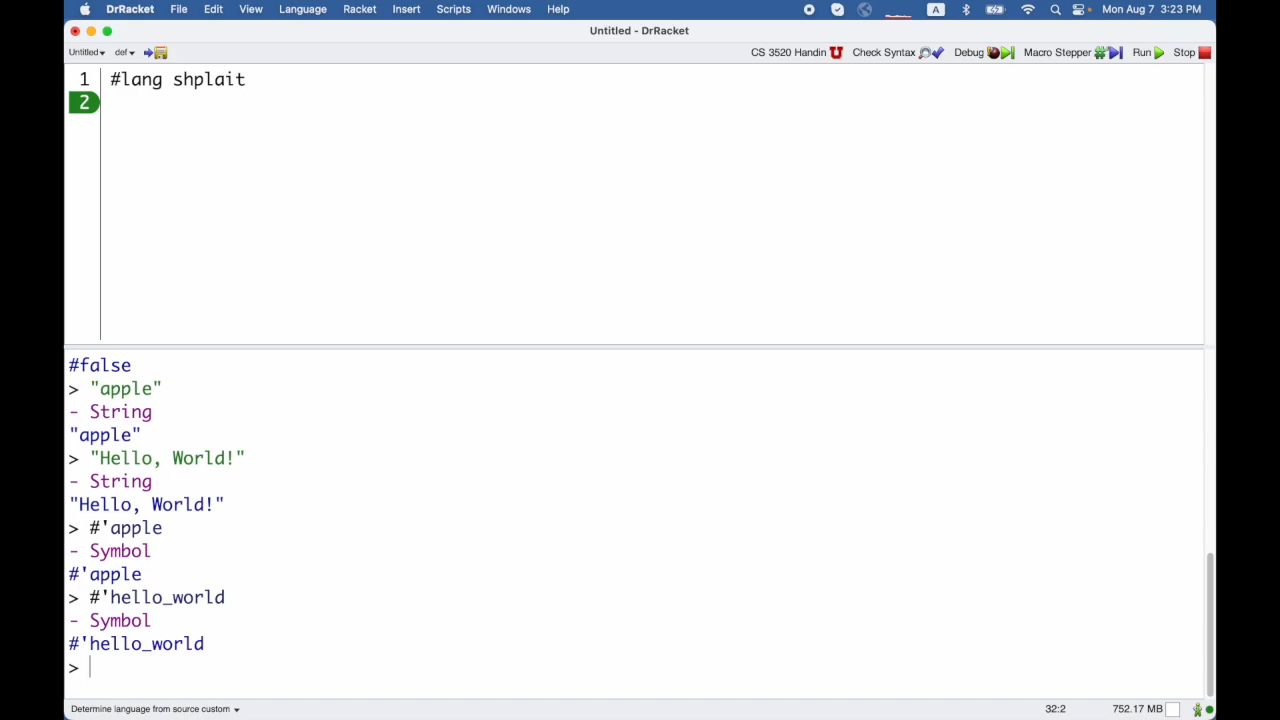 DrRacket File Edit View Language Racket Insert Scripts Windows Help A Mon Aug 7 3:23 PM
Untitled - DrRacket
Untitled def CS 3520 Handin Check Syntax Debug Macro Stepper Run Stop
1 #lang shplait
2
#false
> "apple"
- String
"apple"
> "Hello, World!"
- String
"Hello, World!"
> #'apple
- Symbol
#'apple
> #'hello_world
- Symbol
#'hello_world
>
Determine language from source custom 32:2 752.17 MB